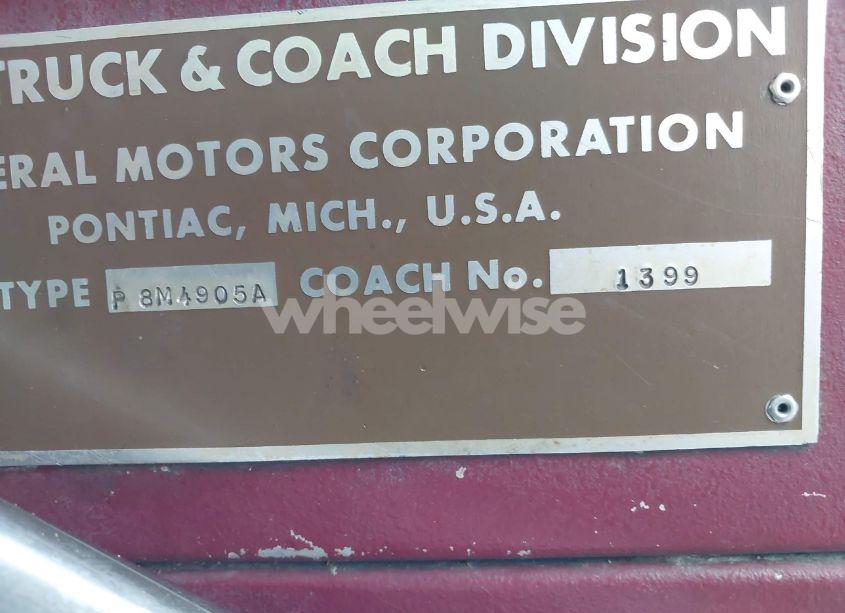 TRUCK & COACH DIVISION
ERAL MOTORS CORPORATION
PONTIAC, MICH., U.S.A.
TYPE P 8M4905A COACH No. 1399
wheelwise